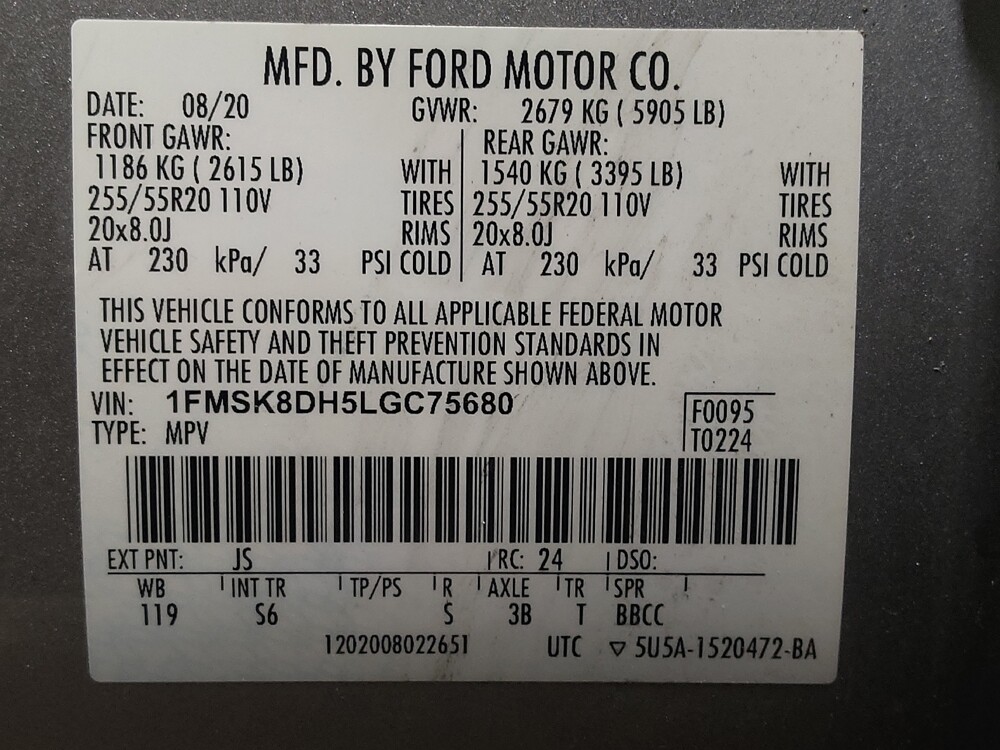 MFD. BY FORD MOTOR CO.
DATE: 08/20 GVWR: 2679 KG ( 5905 LB)
FRONT GAWR: REAR GAWR:
1186 KG ( 2615 LB) WITH 1540 KG ( 3395 LB) WITH
255/55R20 110V TIRES 255/55R20 110V TIRES
20x8.0J RIMS 20x8.0J RIMS
AT 230 kPa/ 33 PSI COLD AT 230 kPa/ 33 PSI COLD
THIS VEHICLE CONFORMS TO ALL APPLICABLE FEDERAL MOTOR
VEHICLE SAFETY AND THEFT PREVENTION STANDARDS IN
EFFECT ON THE DATE OF MANUFACTURE SHOWN ABOVE.
VIN: 1FMSK8DH5LGC75680 F0095
TYPE: MPV T0224
EXT PNT: JS RC: 24 DSO:
WB INT TR TP/PS R AXLE TR SPR
119 S6 S 3B T BBCC
1202008022651 UTC ▽ 5U5A-1520472-BA